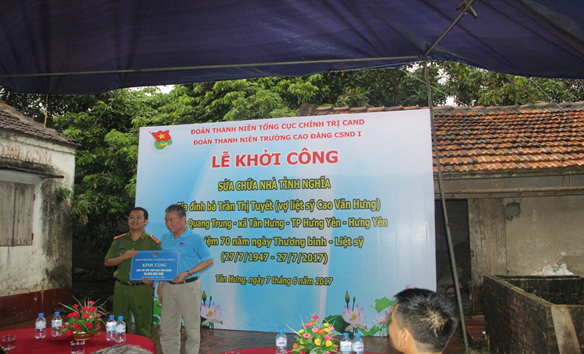 ĐOÀN THANH NIÊN TỔNG CỤC CHÍNH TRỊ CAND
ĐOÀN THANH NIÊN TRƯỜNG CAO ĐẲNG CSND I
LỄ KHỞI CÔNG
SỬA CHỮA NHÀ TÌNH NGHĨA
đình bà Trần Thị Tuyết (vợ liệt sỹ Cao Văn Hưng)
Quang Trung - xã Tân Hưng - TP Hưng Yên - Hưng Yên
niệm 70 năm ngày Thương binh - Liệt sỹ
(27/7/1947 - 27/7/2017)
Tân Hưng, ngày 7 tháng 6 năm 2017
KÍNH TẶNG